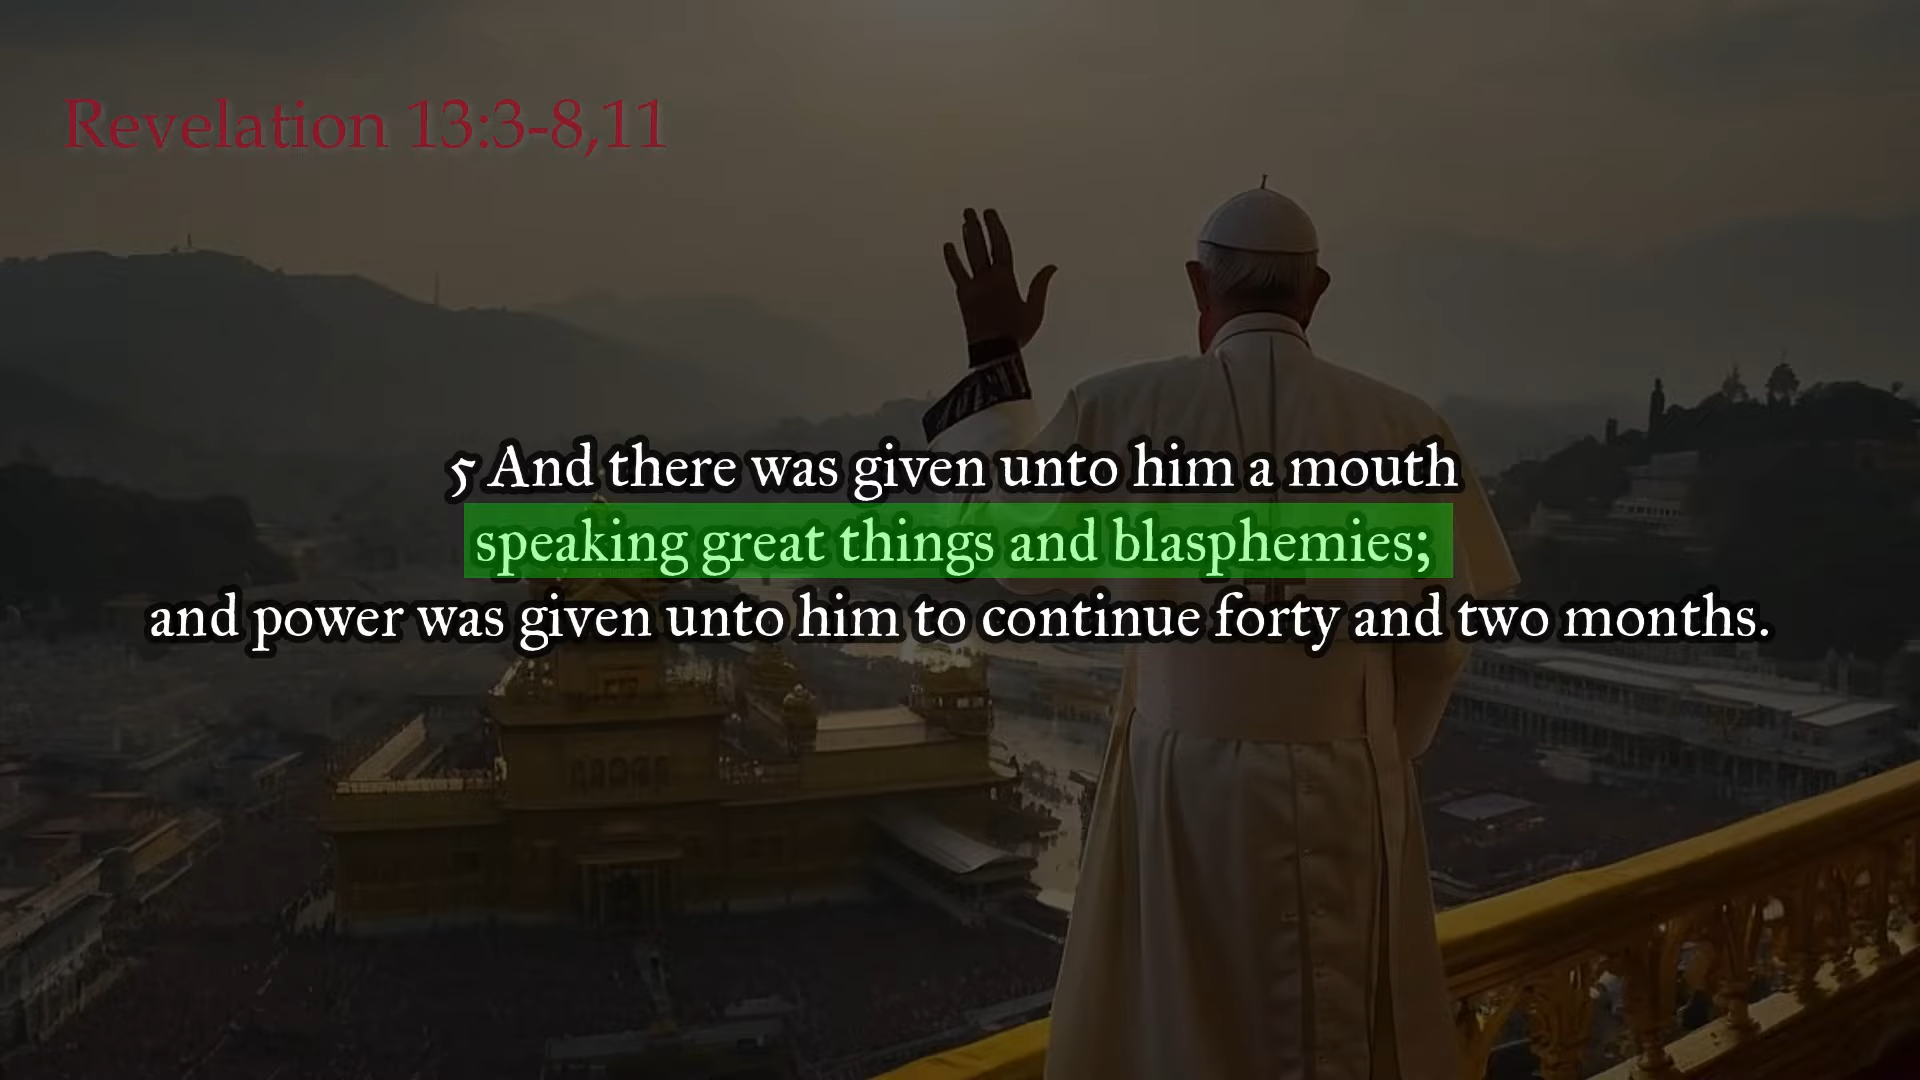 Revelation 13:3-8,11
5 And there was given unto him a mouth
speaking great things and blasphemies;
and power was given unto him to continue forty and two months.